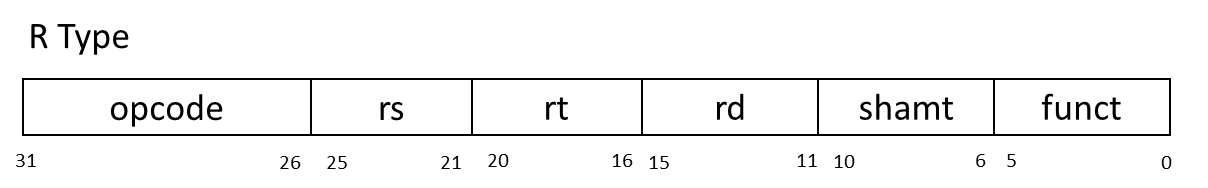 R Type
opcode rs rt rd shamt funct
31 26 25 21 20 16 15 11 10 6 5 0